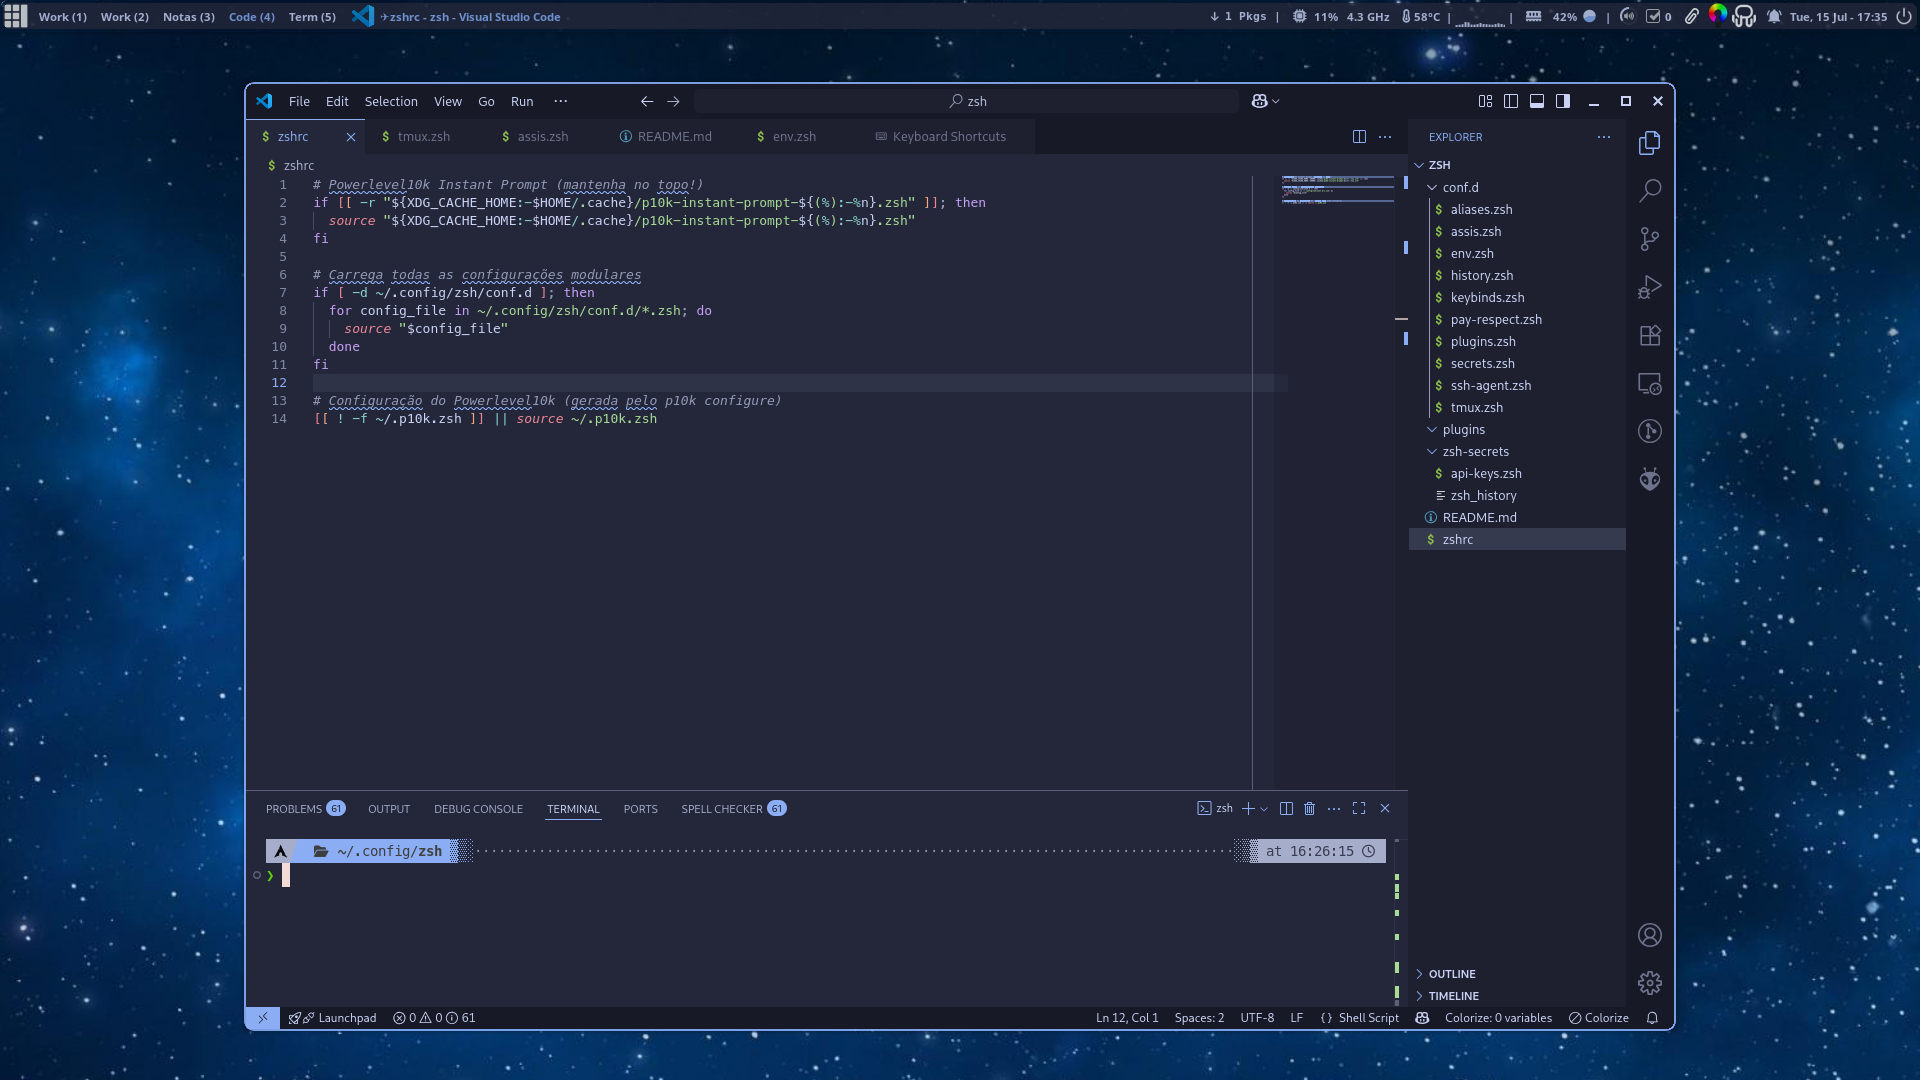 Work (1) Work (2) Notas (3) Code (4) Term (5) ✈zshrc - zsh - Visual Studio Code ↓ 1 Pkgs | 11% 4.3 GHz 58°C | | 42% | 0 Tue, 15 Jul - 17:35
File Edit Selection View Go Run ··· ← → zsh
zshrc tmux.zsh assis.zsh README.md env.zsh Keyboard Shortcuts ···
zshrc
1 # Powerlevel10k Instant Prompt (mantenha no topo!)
2 if [[ -r "${XDG_CACHE_HOME:-$HOME/.cache}/p10k-instant-prompt-${(%):-%n}.zsh" ]]; then
3 source "${XDG_CACHE_HOME:-$HOME/.cache}/p10k-instant-prompt-${(%):-%n}.zsh"
4 fi
5
6 # Carrega todas as configurações modulares
7 if [ -d ~/.config/zsh/conf.d ]; then
8 for config_file in ~/.config/zsh/conf.d/*.zsh; do
9 source "$config_file"
10 done
11 fi
12
13 # Configuração do Powerlevel10k (gerada pelo p10k configure)
14 [[ ! -f ~/.p10k.zsh ]] || source ~/.p10k.zsh
EXPLORER ···
ZSH
conf.d
aliases.zsh
assis.zsh
env.zsh
history.zsh
keybinds.zsh
pay-respect.zsh
plugins.zsh
secrets.zsh
ssh-agent.zsh
tmux.zsh
plugins
zsh-secrets
api-keys.zsh
zsh_history
README.md
zshrc
OUTLINE
TIMELINE
PROBLEMS 61 OUTPUT DEBUG CONSOLE TERMINAL PORTS SPELL CHECKER 61 zsh ···
~/.config/zsh at 16:26:15
❯
Launchpad 0 0 61 Ln 12, Col 1 Spaces: 2 UTF-8 LF {} Shell Script Colorize: 0 variables Colorize